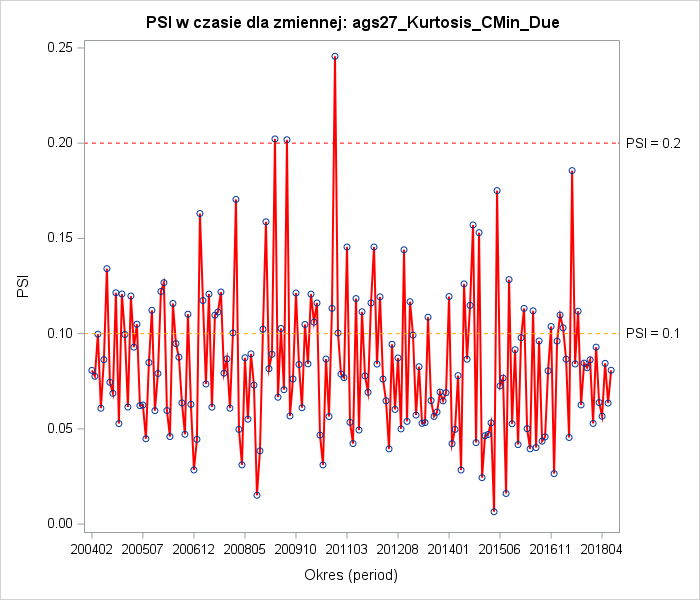 PSI w czasie dla zmiennej: ags27_Kurtosis_CMin_Due
0.25
0.20
0.15
0.10
0.05
0.00
PSI
PSI = 0.2
PSI = 0.1
200402 200507 200612 200805 200910 201103 201208 201401 201506 201611 201804
Okres (period)